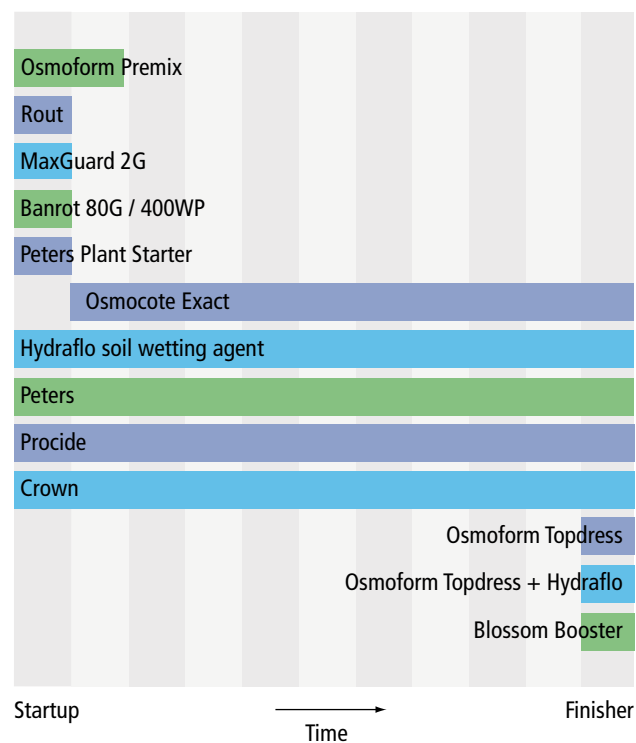 Osmoform Premix
Rout
MaxGuard 2G
Banrot 80G / 400WP
Peters Plant Starter
Osmocote Exact
Hydraflo soil wetting agent
Peters
Procide
Crown
Osmoform Topdress
Osmoform Topdress + Hydraflo
Blossom Booster
Startup
Finisher
Time